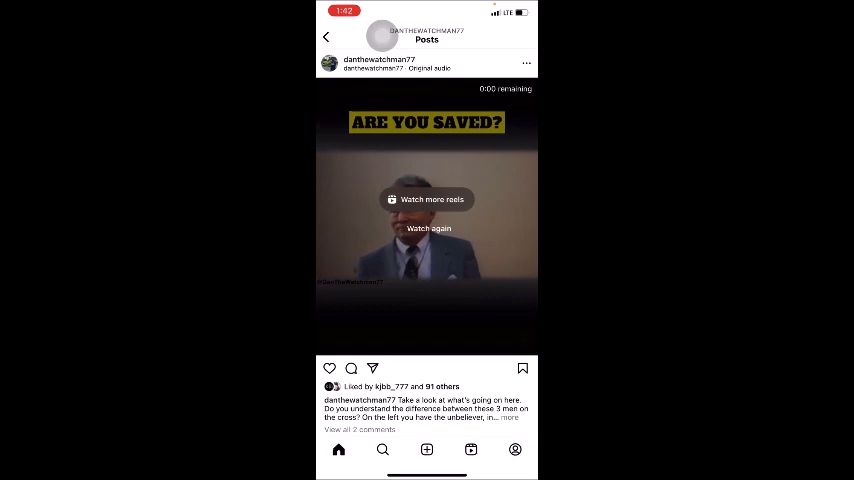 1:42
LTE
DANTHEWATCHMAN77
Posts
danthewatchman77
danthewatchman77 · Original audio
0:00 remaining
ARE YOU SAVED?
Watch more reels
Watch again
@DanTheWatchman77
Liked by kjbb_777 and 91 others
danthewatchman77 Take a look at what's going on here.
Do you understand the difference between these 3 men on
the cross? On the left you have the unbeliever, in... more
View all 2 comments